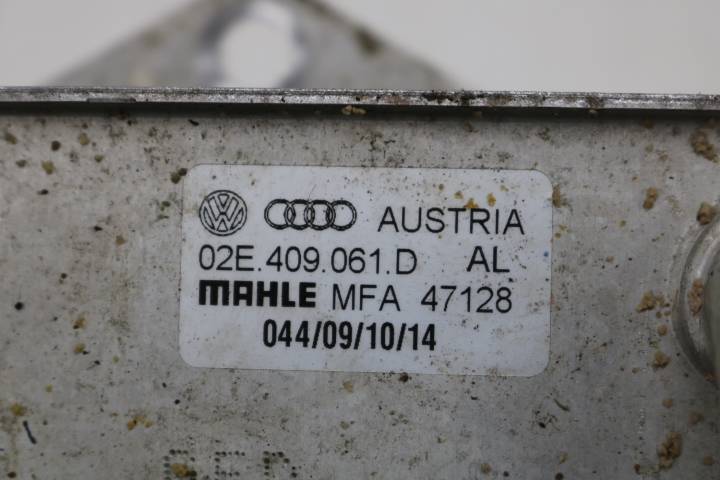 AUSTRIA
02E.409.061.D AL
MAHLE MFA 47128
044/09/10/14